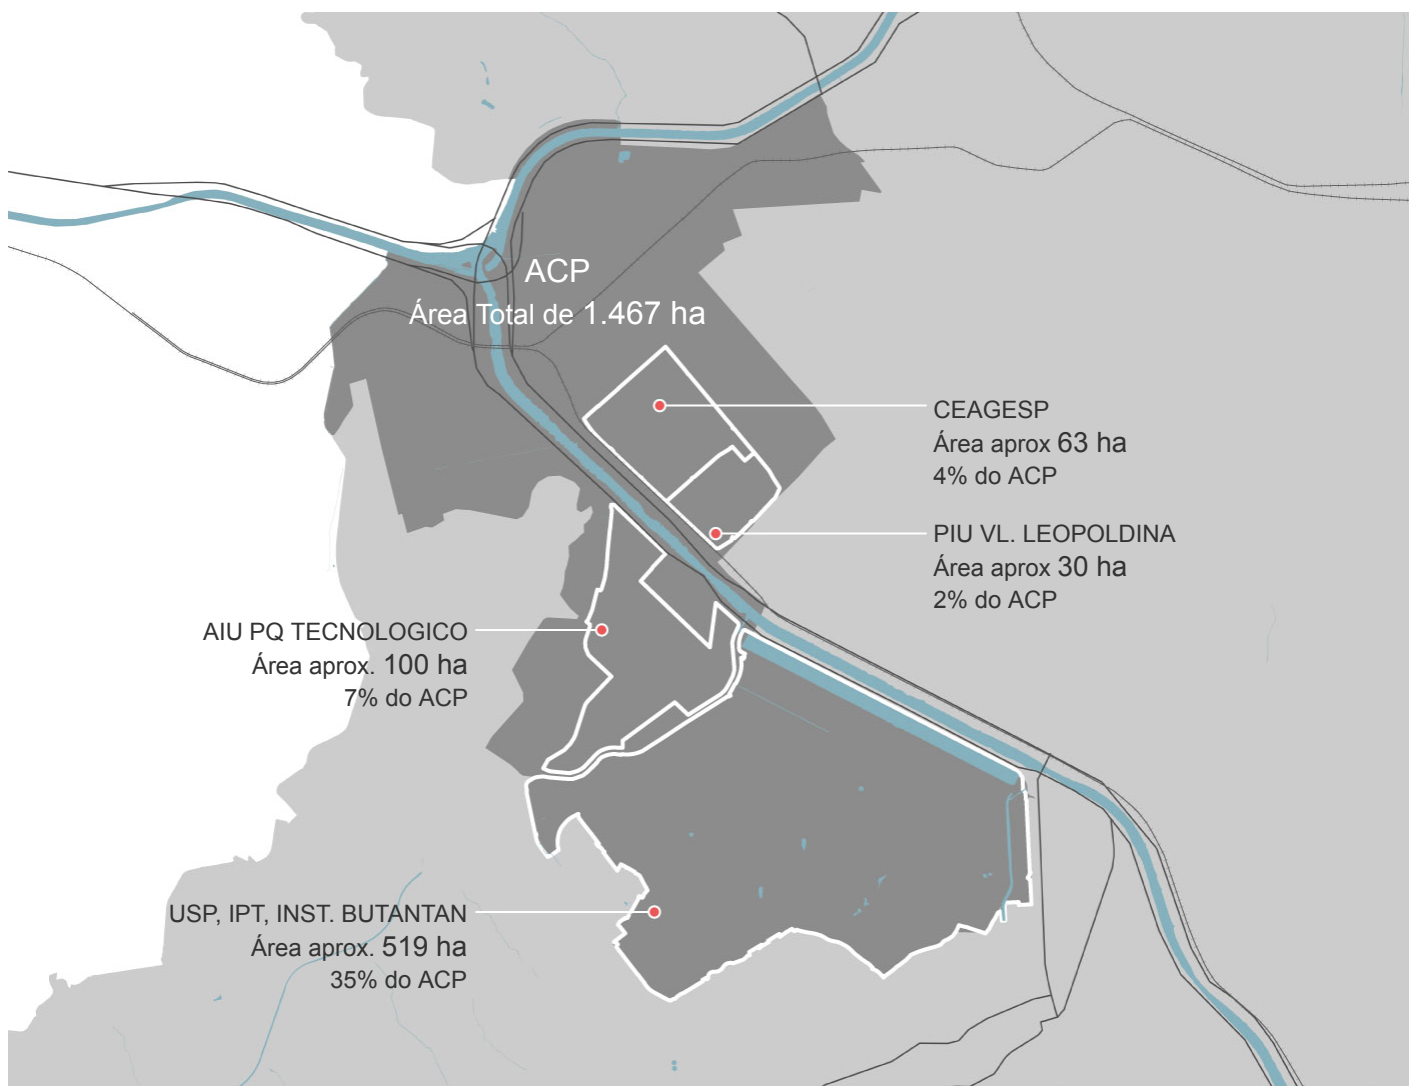 ACP
Área Total de 1.467 ha
CEAGESP
Área aprox 63 ha
4% do ACP
PIU VL. LEOPOLDINA
Área aprox 30 ha
2% do ACP
AIU PQ TECNOLOGICO
Área aprox. 100 ha
7% do ACP
USP, IPT, INST. BUTANTAN
Área aprox. 519 ha
35% do ACP